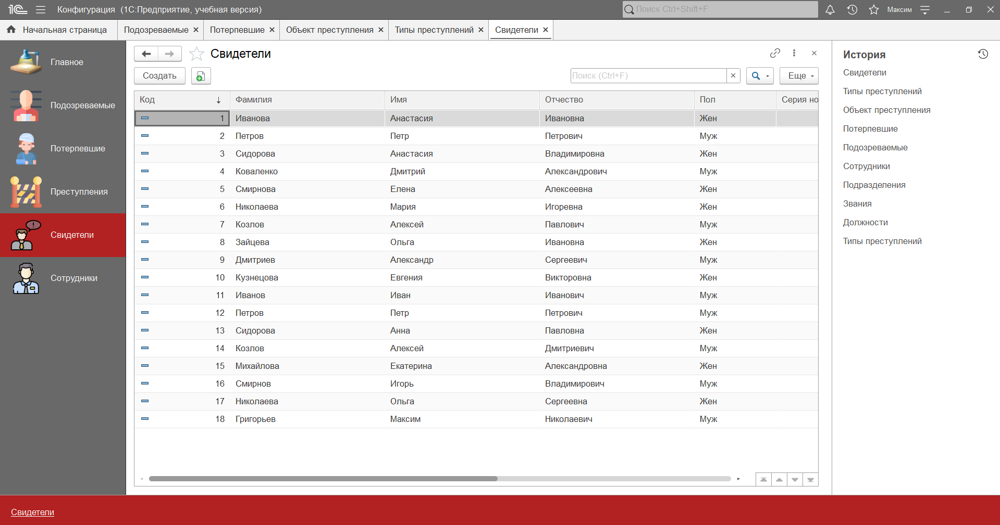 1С Конфигурация (1С:Предприятие, учебная версия) Поиск Ctrl+Shift+F Максим
Начальная страница Подозреваемые Потерпевшие Объект преступления Типы преступлений Свидетели
Главное
Подозреваемые
Потерпевшие
Преступления
Свидетели
Сотрудники
Свидетели
Создать Поиск (Ctrl+F) Еще
Код Фамилия Имя Отчество Пол Серия но
1 Иванова Анастасия Ивановна Жен
2 Петров Петр Петрович Муж
3 Сидорова Анастасия Владимировна Жен
4 Коваленко Дмитрий Александрович Муж
5 Смирнова Елена Алексеевна Жен
6 Николаева Мария Игоревна Жен
7 Козлов Алексей Павлович Муж
8 Зайцева Ольга Ивановна Жен
9 Дмитриев Александр Сергеевич Муж
10 Кузнецова Евгения Викторовна Жен
11 Иванов Иван Иванович Муж
12 Петров Петр Петрович Муж
13 Сидорова Анна Павловна Жен
14 Козлов Алексей Дмитриевич Муж
15 Михайлова Екатерина Александровна Жен
16 Смирнов Игорь Владимирович Муж
17 Николаева Ольга Сергеевна Жен
18 Григорьев Максим Николаевич Муж
История
Свидетели
Типы преступлений
Объект преступления
Потерпевшие
Подозреваемые
Сотрудники
Подразделения
Звания
Должности
Типы преступлений
Свидетели